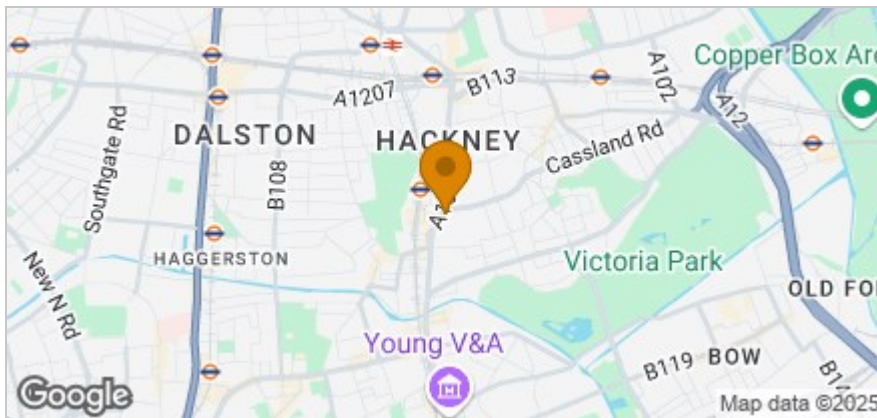 Copper Box Are
A102
B113
A1207
A12
DALSTON
HACKNEY
Cassland Rd
Southgate Rd
B108
A10
HAGGERSTON
Victoria Park
New N Rd
OLD FO
Young V&A
B119
BOW
Google
Map data ©2025